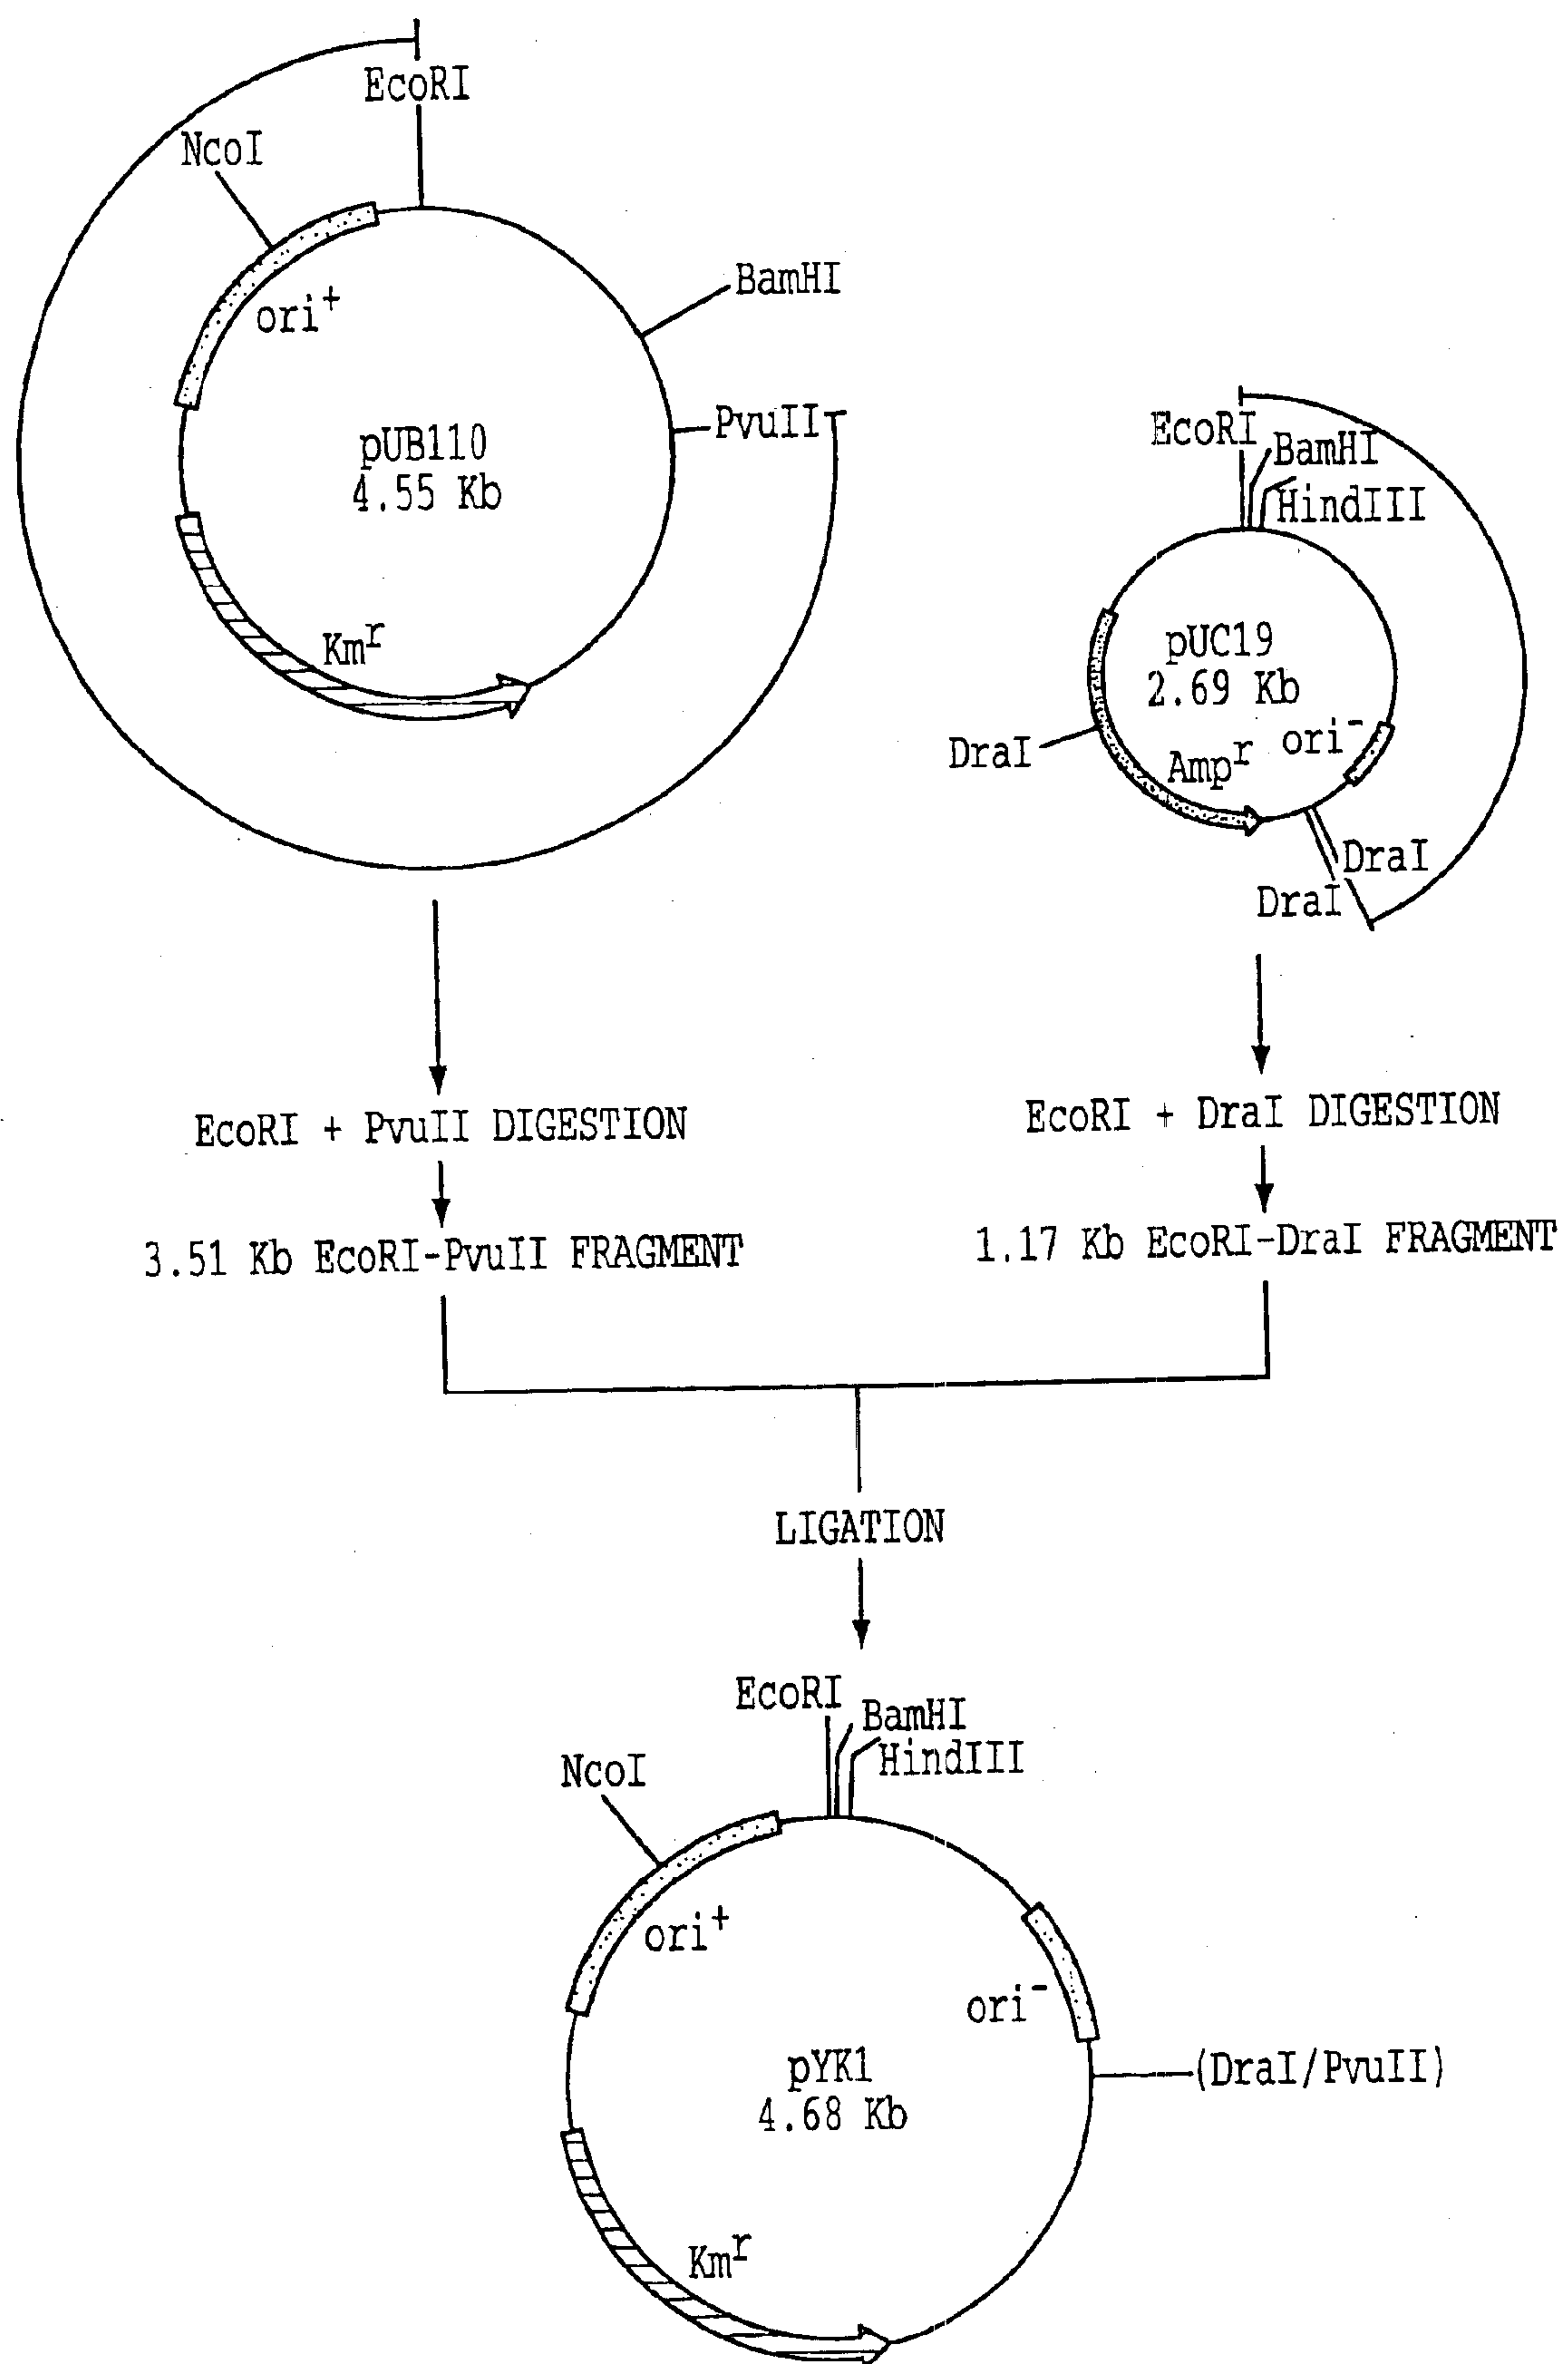 EcoRI
NcoI
BamHI
ori+
PvuII
pUB110
4.55 Kb
Kmr
EcoRI
BamHI
HindIII
pUC19
2.69 Kb
ori-
DraI
Ampr
DraI
DraI
EcoRI + PvuII DIGESTION
EcoRI + DraI DIGESTION
3.51 Kb EcoRI-PvuII FRAGMENT
1.17 Kb EcoRI-DraI FRAGMENT
LIGATION
EcoRI
BamHI
HindIII
NcoI
ori+
ori-
pYK1
4.68 Kb
(DraI/PvuII)
Kmr